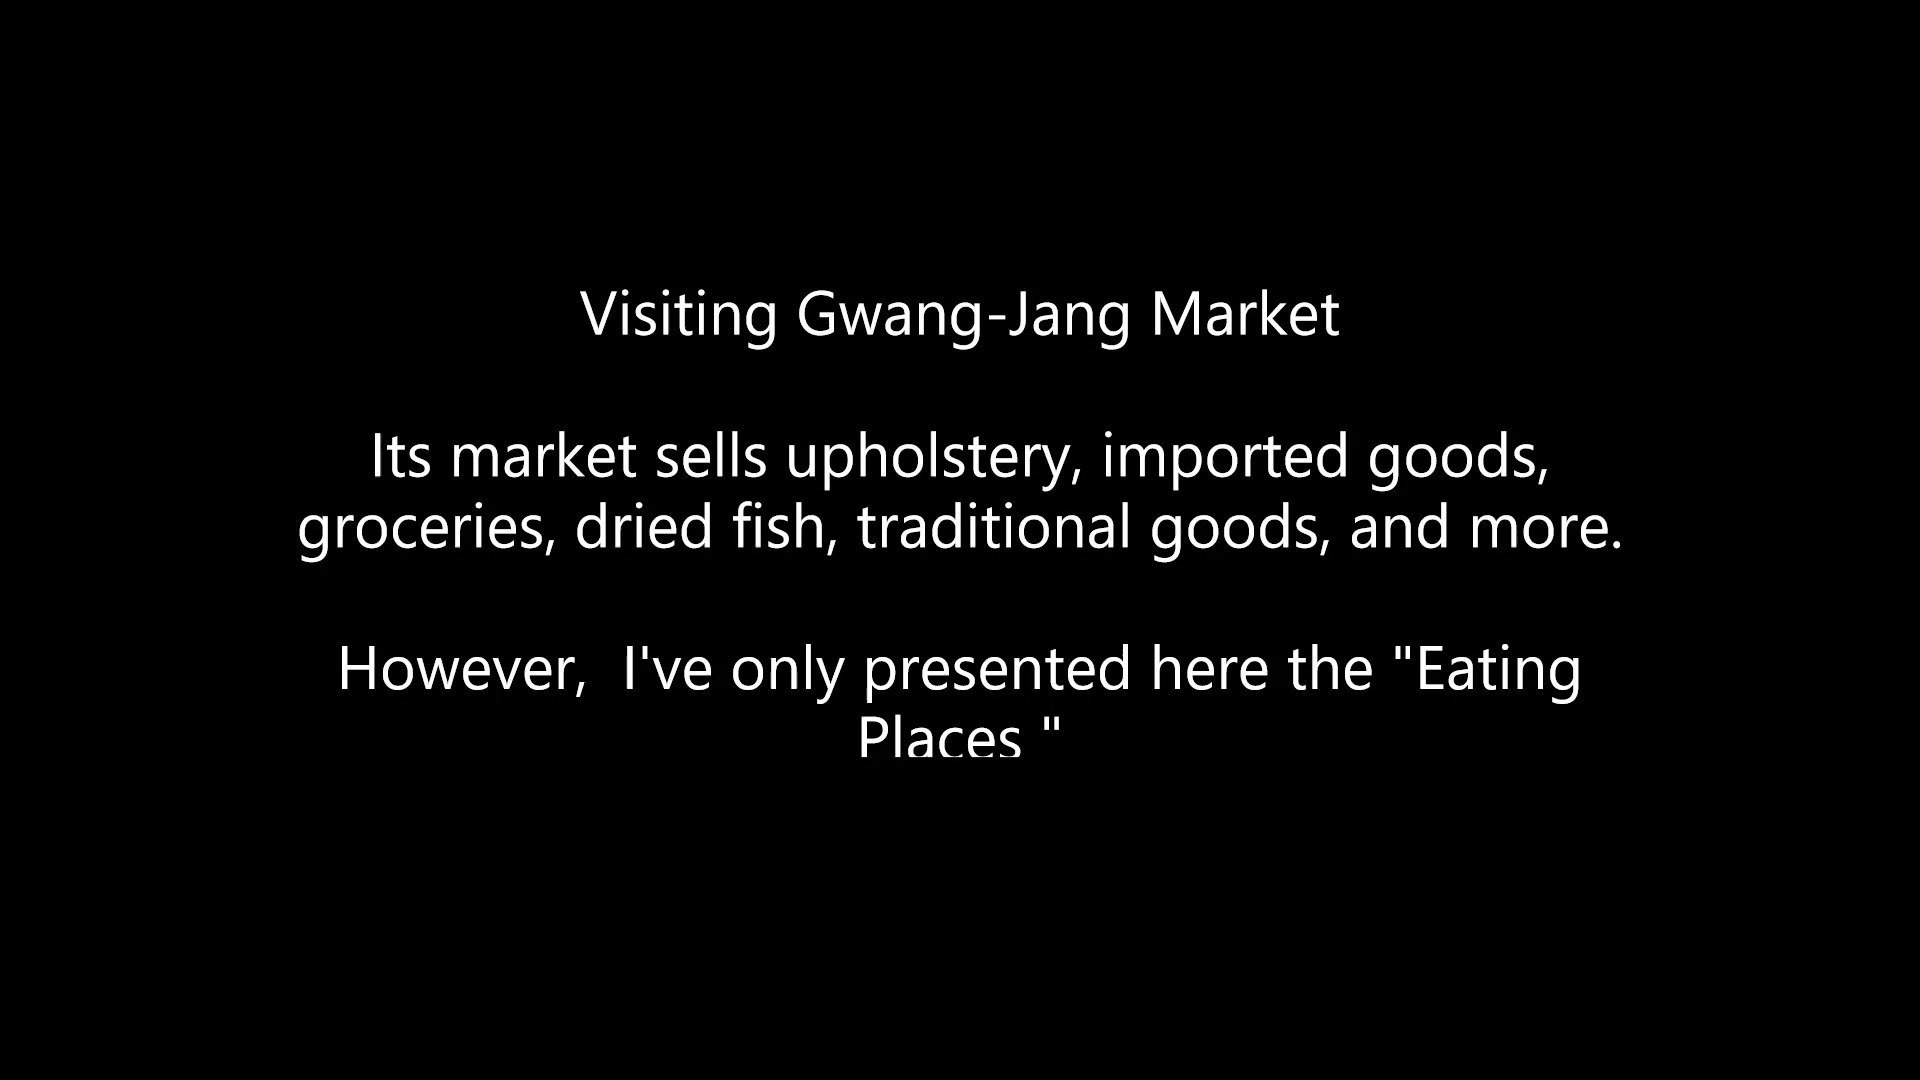 Visiting Gwang-Jang Market
Its market sells upholstery, imported goods,
groceries, dried fish, traditional goods, and more.
However,  I've only presented here the "Eating
Places "